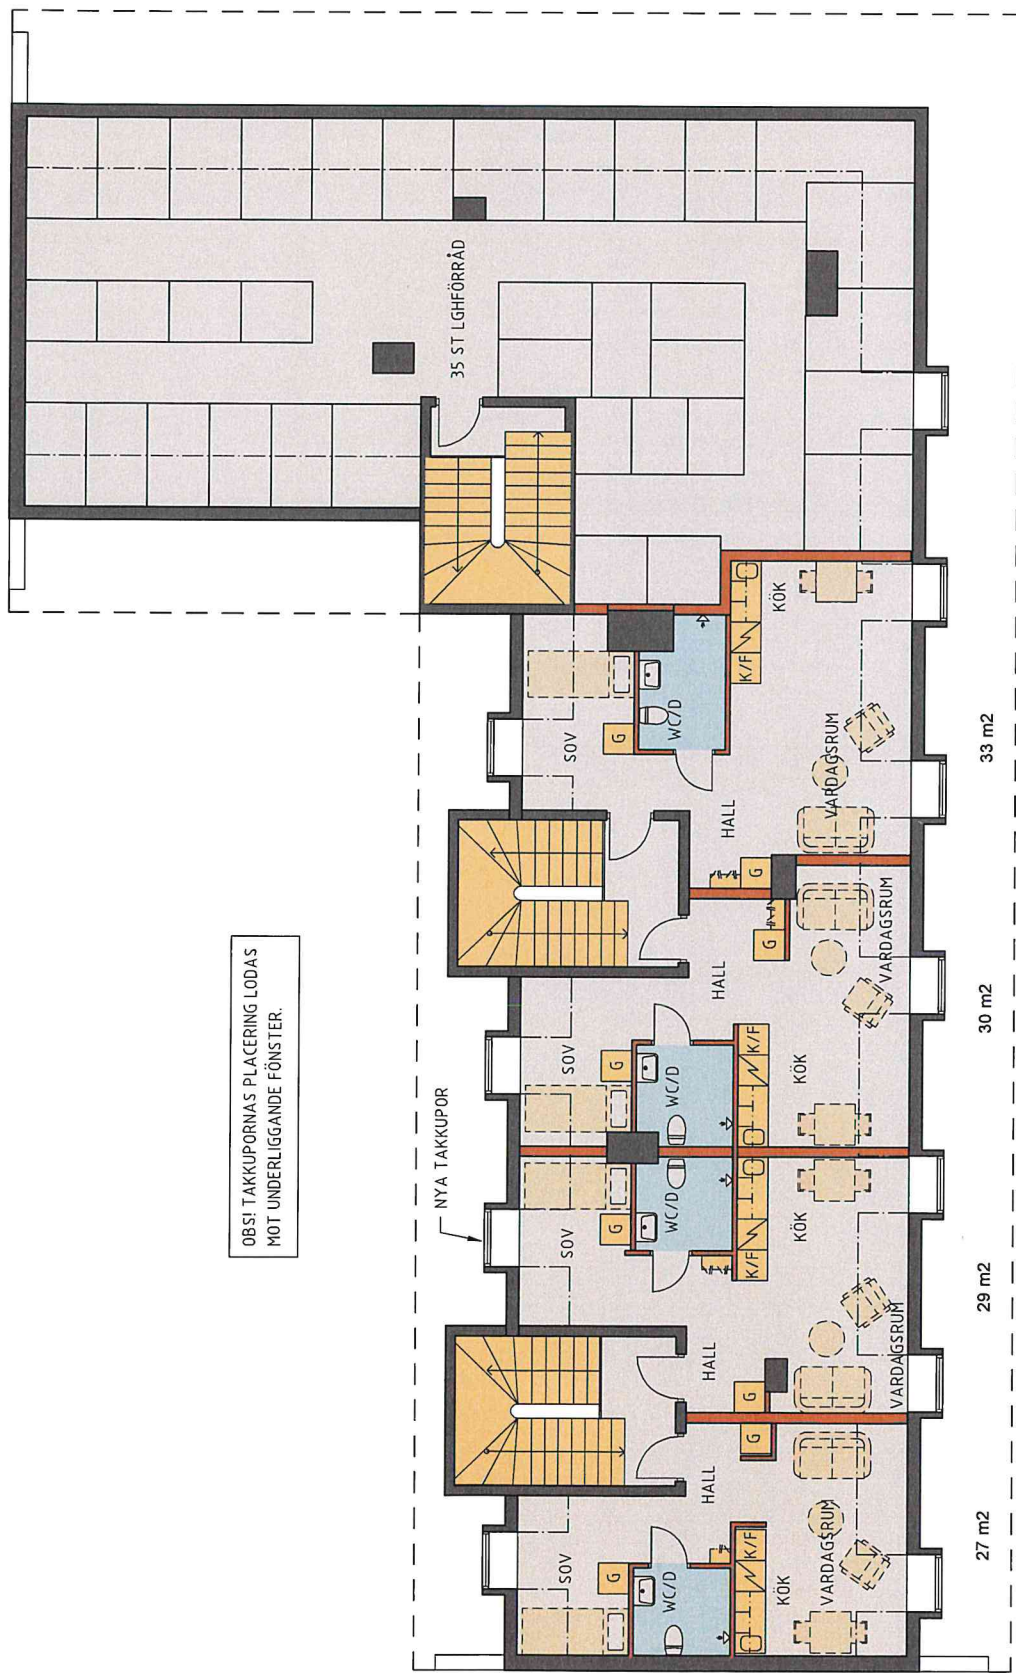 OBS! TAKKUPORNAS PLACERING LODAS
MOT UNDERLIGGANDE FÖNSTER.
NYA TAKKUPOR
35 ST LGHFÖRRÅD
SOV
G
WC/D
HALL
G
K/F
KÖK
VARDAGSRUM
27 m2
SOV
G
WC/D
HALL
G
K/F
KÖK
VARDAGSRUM
29 m2
SOV
G
WC/D
HALL
G
K/F
KÖK
VARDAGSRUM
30 m2
SOV
G
WC/D
HALL
G
K/F
KÖK
VARDAGSRUM
33 m2